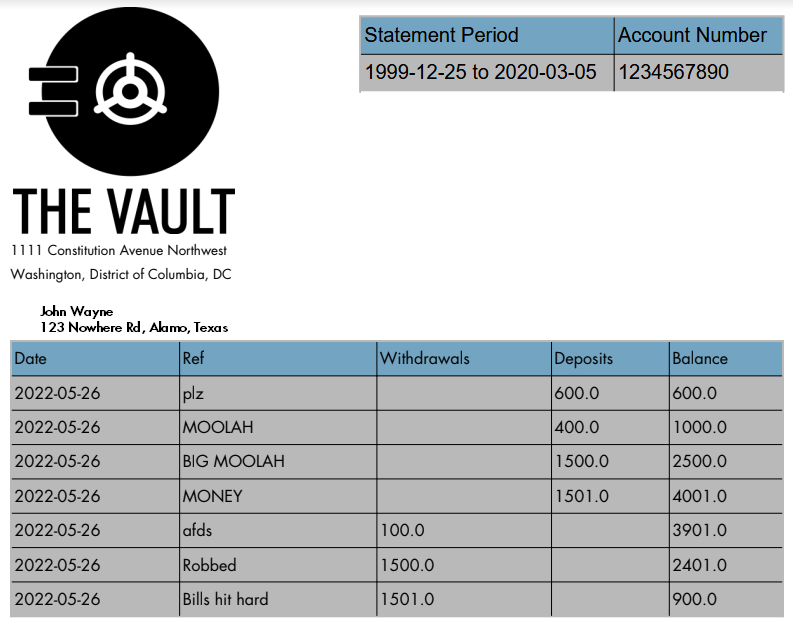 Statement Period Account Number
1999-12-25 to 2020-03-05 1234567890
THE VAULT
1111 Constitution Avenue Northwest
Washington, District of Columbia, DC
John Wayne
123 Nowhere Rd, Alamo, Texas
Date Ref Withdrawals Deposits Balance
2022-05-26 plz 600.0 600.0
2022-05-26 MOOLAH 400.0 1000.0
2022-05-26 BIG MOOLAH 1500.0 2500.0
2022-05-26 MONEY 1501.0 4001.0
2022-05-26 afds 100.0 3901.0
2022-05-26 Robbed 1500.0 2401.0
2022-05-26 Bills hit hard 1501.0 900.0